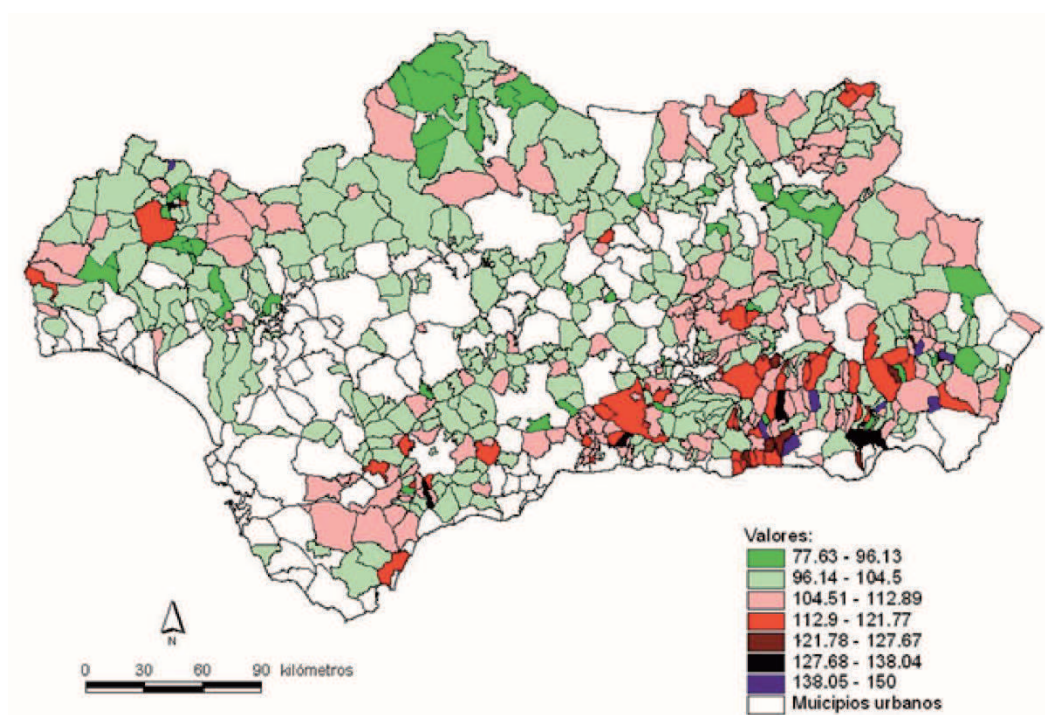 Valores:
77.63 - 96.13
96.14 - 104.5
104.51 - 112.89
112.9 - 121.77
121.78 - 127.67
127.68 - 138.04
138.05 - 150
Muicipios urbanos
N
0 30 60 90 kilómetros